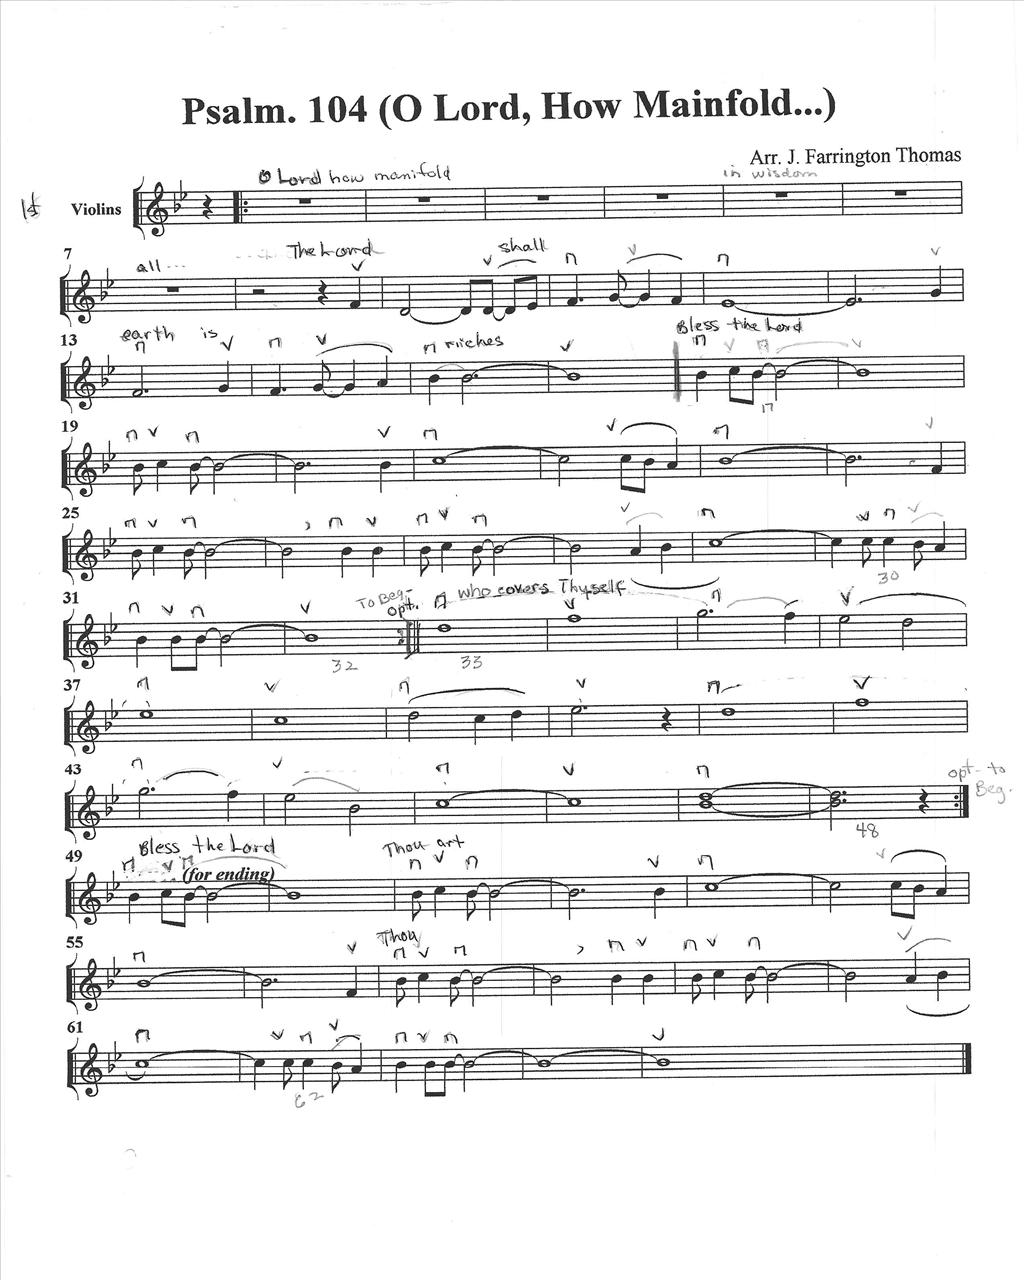 Psalm. 104 (O Lord, How Mainfold...)
Arr. J. Farrington Thomas
O Lord how manifold in wisdom
1st Violins
7 all... The Lord shall
13 earth is riches Bless the Lord
19
25
30
31 To Beg. opt. who covers Thyself
32 33
37
43 opt. to Beg.
48
49 Bless the Lord (for ending) Thou art
55 Thou
61
62